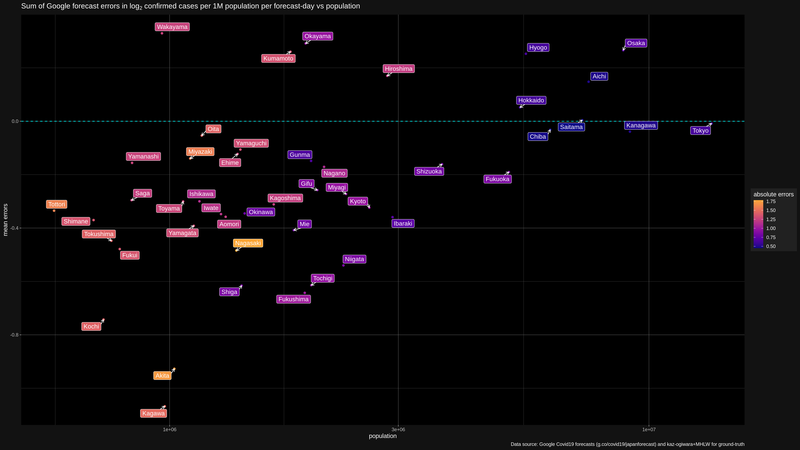 Sum of Google forecast errors in log2 confirmed cases per 1M population per forecast-day vs population
Wakayama
Okayama
Kumamoto
Hiroshima
Hyogo
Osaka
Aichi
Hokkaido
0.0
Oita
Saitama
Kanagawa
Tokyo
Chiba
Yamaguchi
Miyazaki
Yamanashi
Ehime
Gunma
Nagano
Shizuoka
Fukuoka
Gifu
Miyagi
Saga
Ishikawa
Kagoshima
Kyoto
Tottori
Toyama
Iwate
Okinawa
Shimane
Aomori
Mie
Ibaraki
-0.4
Tokushima
Yamagata
Nagasaki
Fukui
Niigata
Tochigi
Shiga
Fukushima
Kochi
-0.8
Akita
Kagawa
mean errors
absolute errors
1.75
1.50
1.25
1.00
0.75
0.50
1e+06
3e+06
1e+07
population
Data source: Google Covid19 forecasts (g.co/covid19/japanforecast) and kaz-ogiwara+MHLW for ground-truth